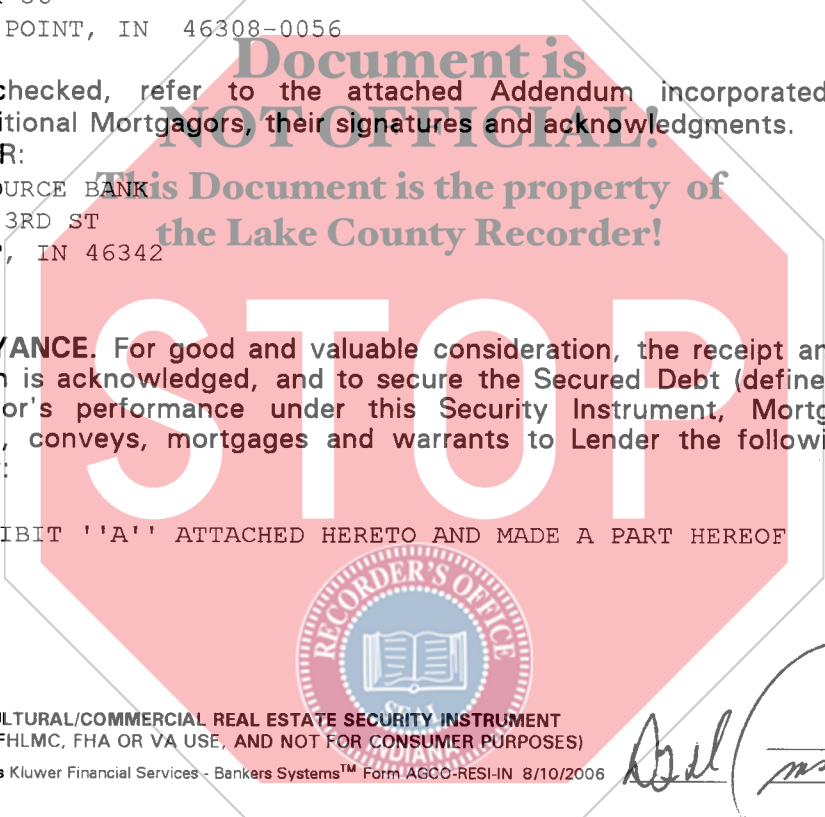 POINT, IN 46308-0056
Document is
checked, refer to the attached Addendum incorporated
itional Mortgagors, their signatures and acknowledgments.
NOT OFFICIAL!
R:
OURCE BANK
This Document is the property of
3RD ST
the Lake County Recorder!
, IN 46342
STOP
YANCE. For good and valuable consideration, the receipt an
n is acknowledged, and to secure the Secured Debt (define
or's performance under this Security Instrument, Mortg
, conveys, mortgages and warrants to Lender the followi
:
IBIT ''A'' ATTACHED HERETO AND MADE A PART HEREOF
RECORDER'S OFFICE
SEAL
INDIANA
LTURAL/COMMERCIAL REAL ESTATE SECURITY INSTRUMENT
FHLMC, FHA OR VA USE, AND NOT FOR CONSUMER PURPOSES)
s Kluwer Financial Services - Bankers Systems™ Form AGCO-RESI-IN 8/10/2006